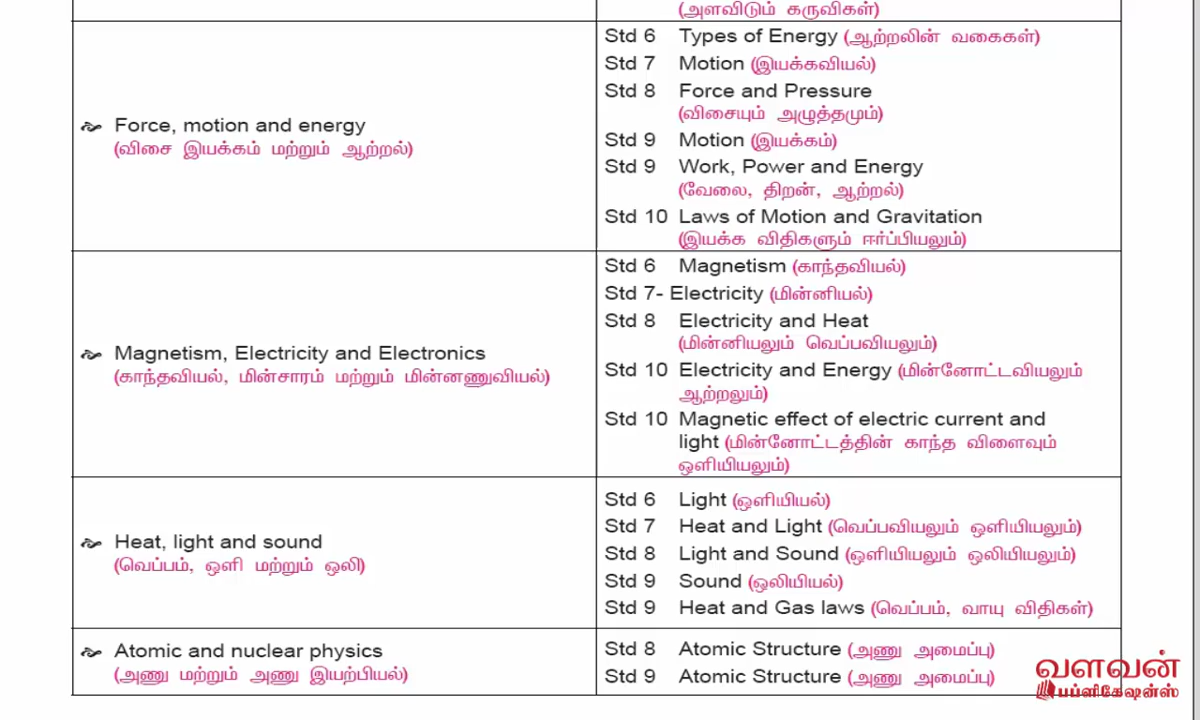 (அளவிடும் கருவிகள்)
Force, motion and energy
(விசை இயக்கம் மற்றும் ஆற்றல்)
Std 6 Types of Energy (ஆற்றலின் வகைகள்)
Std 7 Motion (இயக்கவியல்)
Std 8 Force and Pressure
(விசையும் அழுத்தமும்)
Std 9 Motion (இயக்கம்)
Std 9 Work, Power and Energy
(வேலை, திறன், ஆற்றல்)
Std 10 Laws of Motion and Gravitation
(இயக்க விதிகளும் ஈர்ப்பியலும்)
Magnetism, Electricity and Electronics
(காந்தவியல், மின்சாரம் மற்றும் மின்னணுவியல்)
Std 6 Magnetism (காந்தவியல்)
Std 7- Electricity (மின்னியல்)
Std 8 Electricity and Heat
(மின்னியலும் வெப்பவியலும்)
Std 10 Electricity and Energy (மின்னோட்டவியலும்
ஆற்றலும்)
Std 10 Magnetic effect of electric current and
light (மின்னோட்டத்தின் காந்த விளைவும்
ஒளியியலும்)
Heat, light and sound
(வெப்பம், ஒளி மற்றும் ஒலி)
Std 6 Light (ஒளியியல்)
Std 7 Heat and Light (வெப்பவியலும் ஒளியியலும்)
Std 8 Light and Sound (ஒளியியலும் ஒலியியலும்)
Std 9 Sound (ஒலியியல்)
Std 9 Heat and Gas laws (வெப்பம், வாயு விதிகள்)
Atomic and nuclear physics
(அணு மற்றும் அணு இயற்பியல்)
Std 8 Atomic Structure (அணு அமைப்பு)
Std 9 Atomic Structure (அணு அமைப்பு)
வளவன்
பப்ளிகேஷன்ஸ்